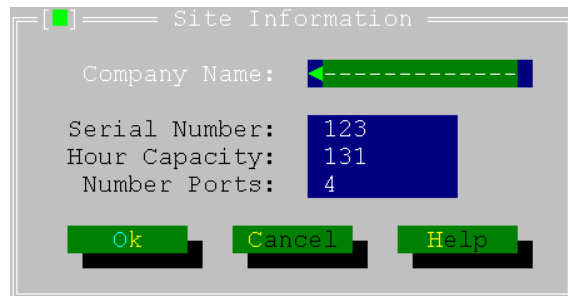 [■] Site Information
Company Name: ◄-------------
Serial Number: 123
Hour Capacity: 131
Number Ports: 4
Ok Cancel Help